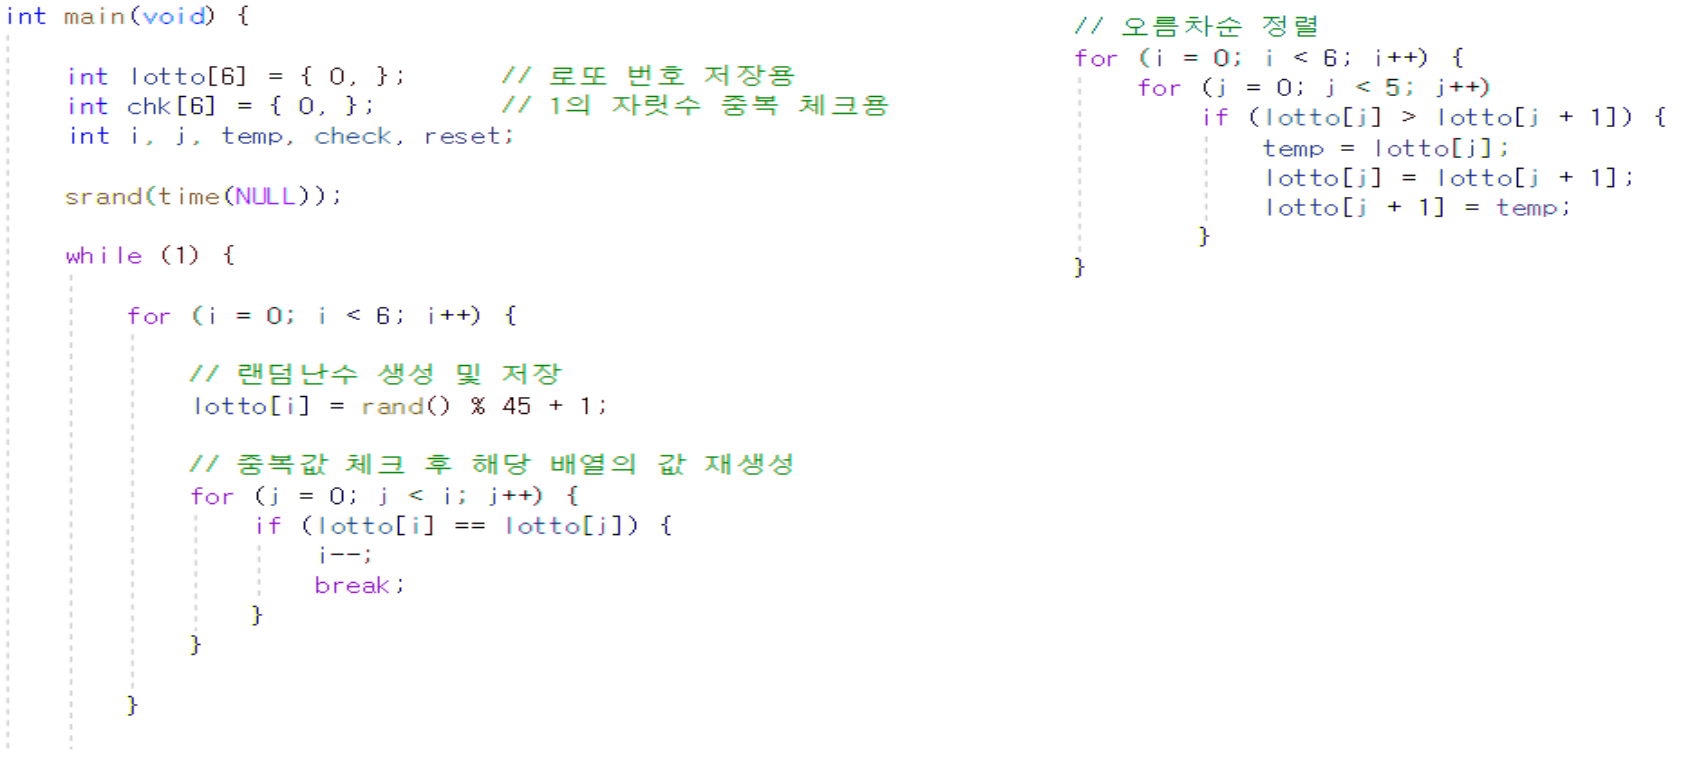 int main(void) {
int lotto[6] = { 0, };    // 로또 번호 저장용
int chk[6] = { 0, };    // 1의 자릿수 중복 체크용
int i, j, temp, check, reset;
srand(time(NULL));
while (1) {
for (i = 0; i < 6; i++) {
// 랜덤난수 생성 및 저장
lotto[i] = rand() % 45 + 1;
// 중복값 체크 후 해당 배열의 값 재생성
for (j = 0; j < i; j++) {
if (lotto[i] == lotto[j]) {
i--;
break;
}
}
}
// 오름차순 정렬
for (i = 0; i < 6; i++) {
for (j = 0; j < 5; j++)
if (lotto[j] > lotto[j + 1]) {
temp = lotto[j];
lotto[j] = lotto[j + 1];
lotto[j + 1] = temp;
}
}